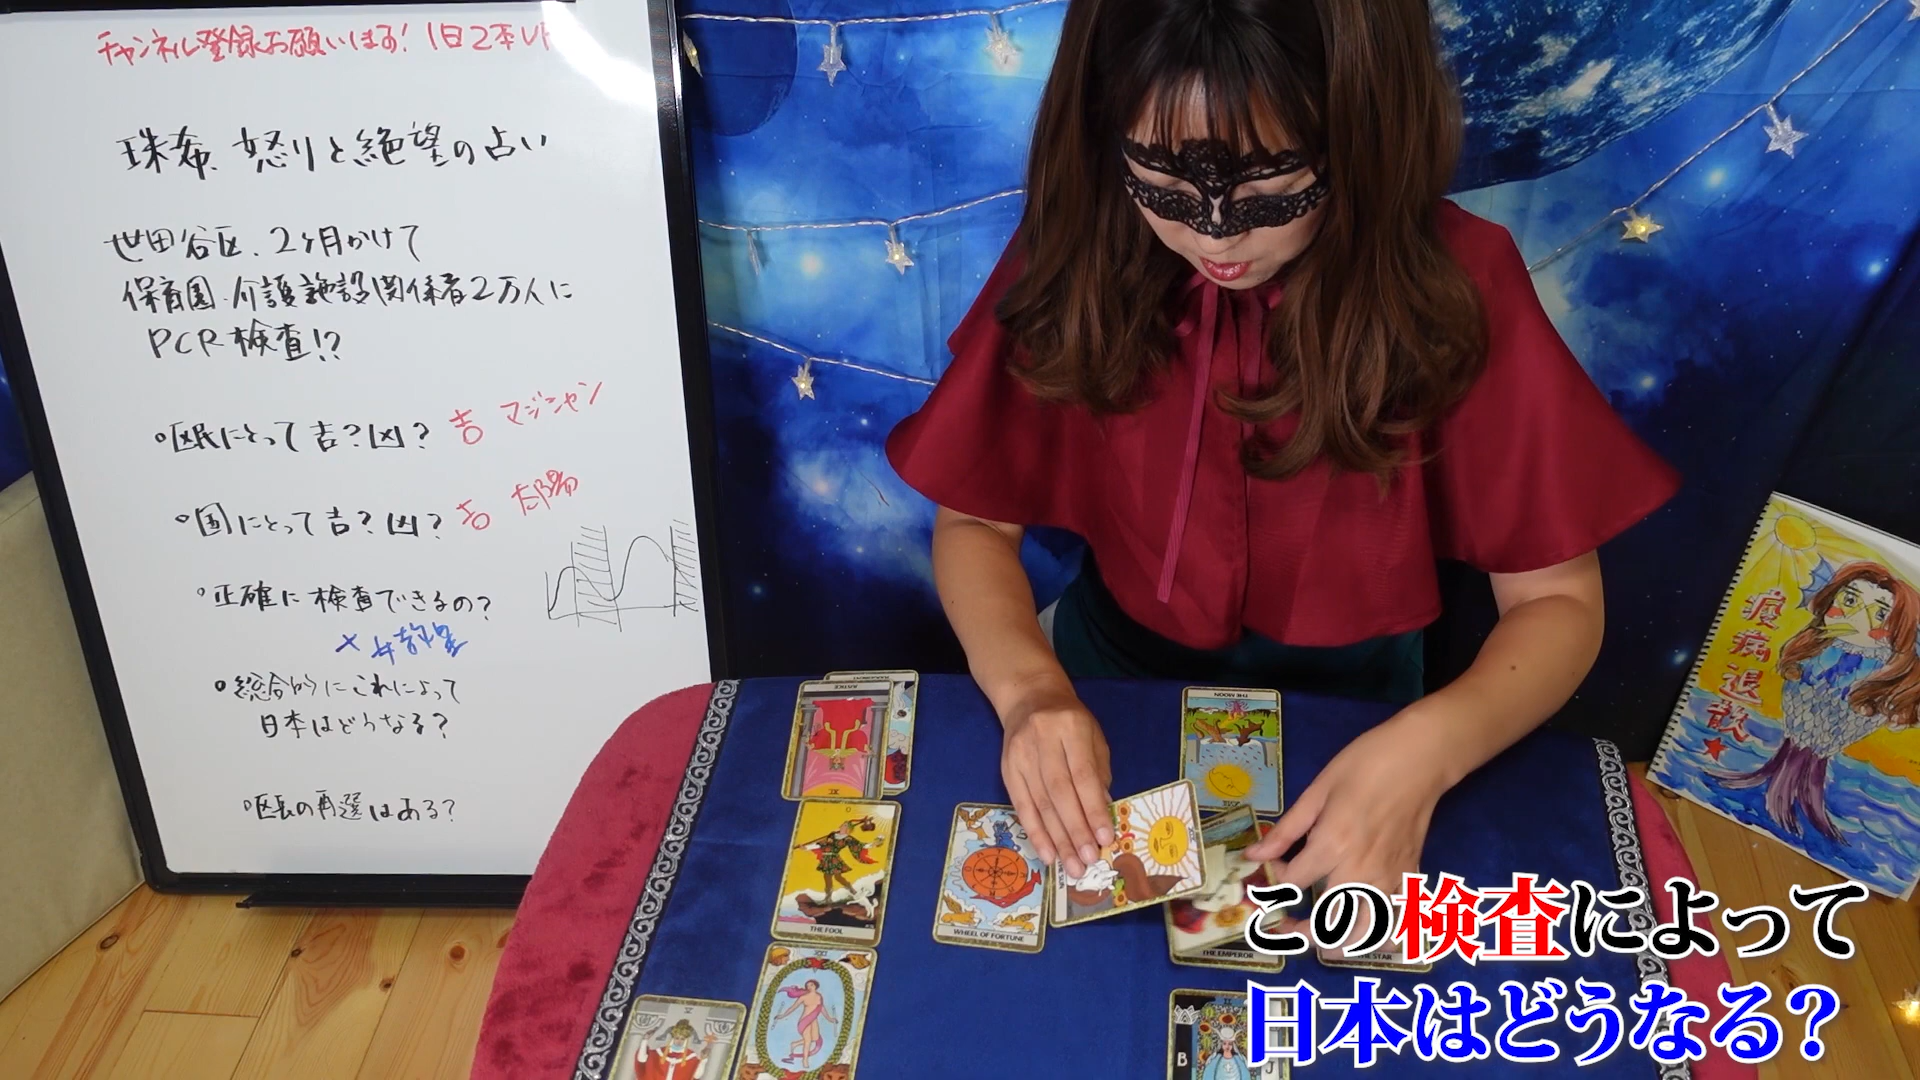 チャンネル登録お願いします!1日2本UP
珠姫、怒りと絶望の占い
世田谷区、2ヶ月かけて
保育園・介護施設関係者2万人に
PCR検査!?
◦区民にとって吉?凶? 吉 マジシャン
◦国にとって吉?凶? 吉 太陽
◦正確に検査できるの?
◦総合的にこれによって
日本はどうなる?
◦区長の再選はある?
JUSTICE
THE MOON
THE FOOL
WHEEL OF FORTUNE
THE EMPEROR
THE STAR
XXI
V
II
B J
疫病退散★
この検査によって
日本はどうなる?